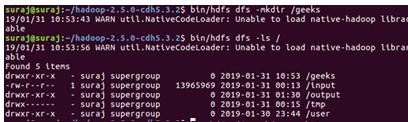 suraj@suraj:~/hadoop-2.5.0-cdh5.3.2$ bin/hdfs dfs -mkdir /geeks
19/01/31 10:53:43 WARN util.NativeCodeLoader: Unable to load native-hadoop libra
able
suraj@suraj:~/hadoop-2.5.0-cdh5.3.2$ bin/hdfs dfs -ls /
19/01/31 10:53:56 WARN util.NativeCodeLoader: Unable to load native-hadoop libra
able
Found 5 items
drwxr-xr-x - suraj supergroup 0 2019-01-31 10:53 /geeks
-rw-r--r-- 1 suraj supergroup 13965969 2019-01-31 00:13 /input
drwxr-xr-x - suraj supergroup 0 2019-01-31 01:30 /output
drwx------ - suraj supergroup 0 2019-01-31 00:15 /tmp
drwxr-xr-x - suraj supergroup 0 2019-01-30 23:44 /user